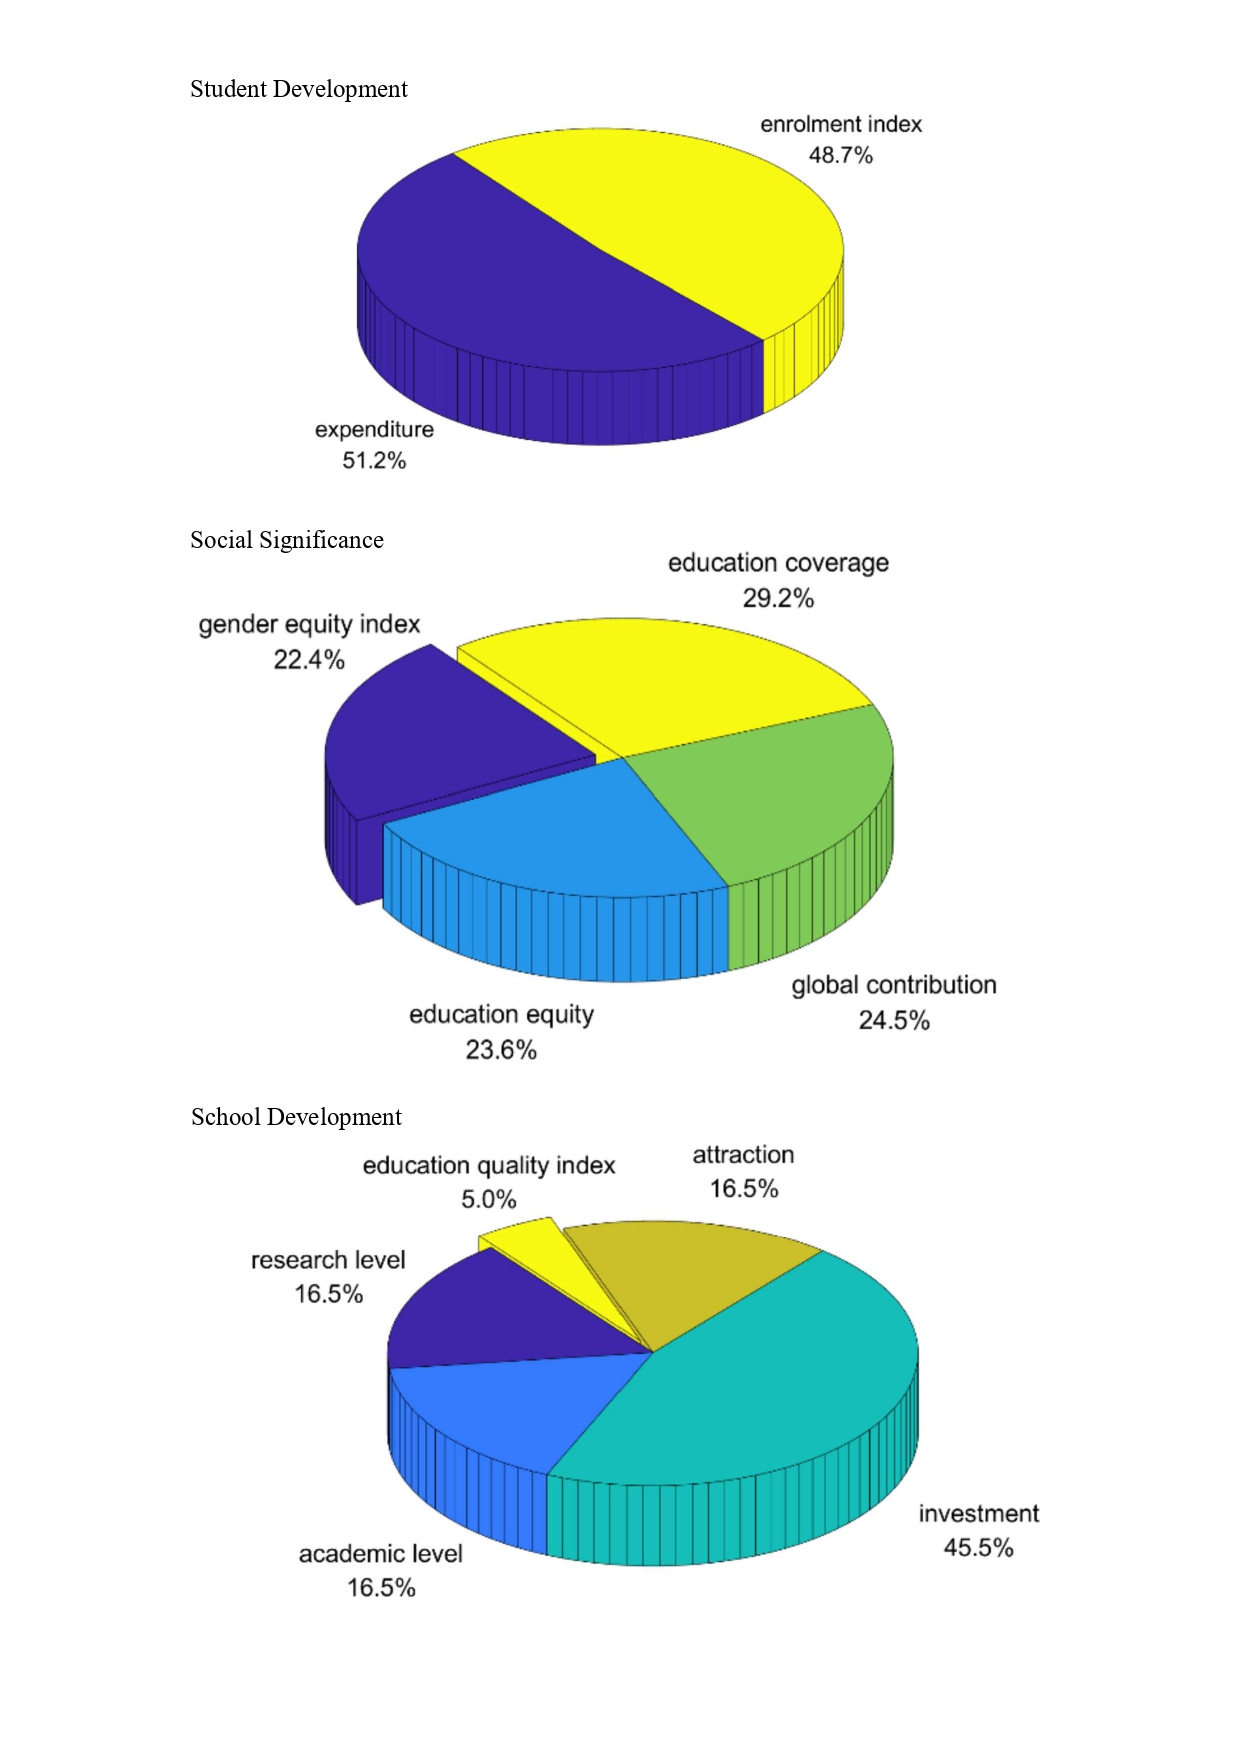 Student Development
enrolment index
48.7%
expenditure
51.2%
Social Significance
education coverage
29.2%
gender equity index
22.4%
global contribution
24.5%
education equity
23.6%
School Development
attraction
16.5%
education quality index
5.0%
research level
16.5%
investment
45.5%
academic level
16.5%